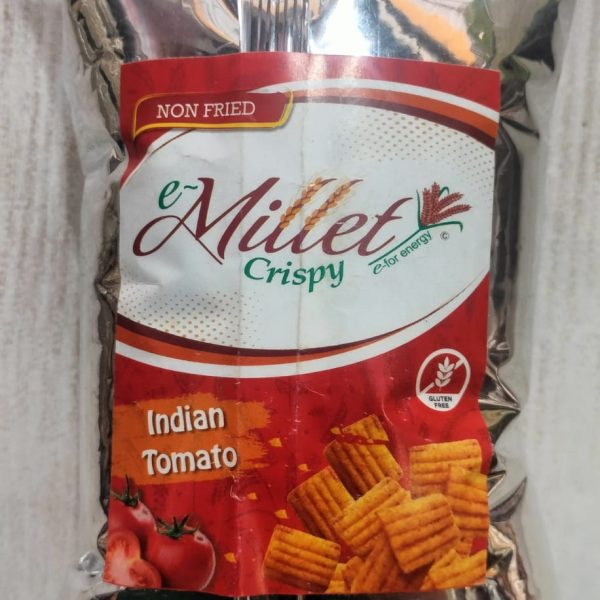 NON FRIED
e-Millet
Crispy
e-for energy ©
GLUTEN
FREE
Indian
Tomato